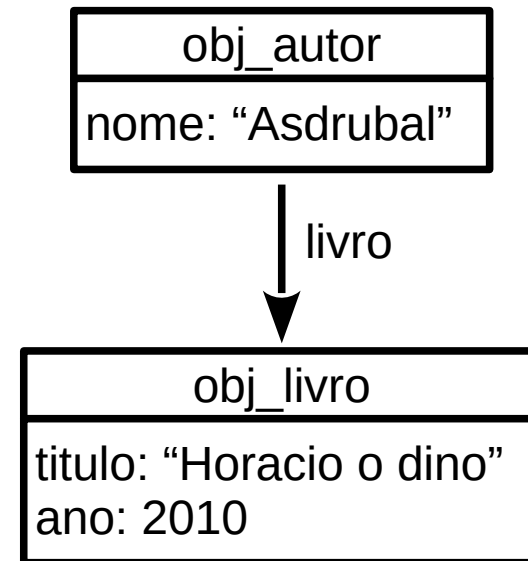 obj_autor
nome: “Asdrubal”
livro
obj_livro
titulo: “Horacio o dino”
ano: 2010